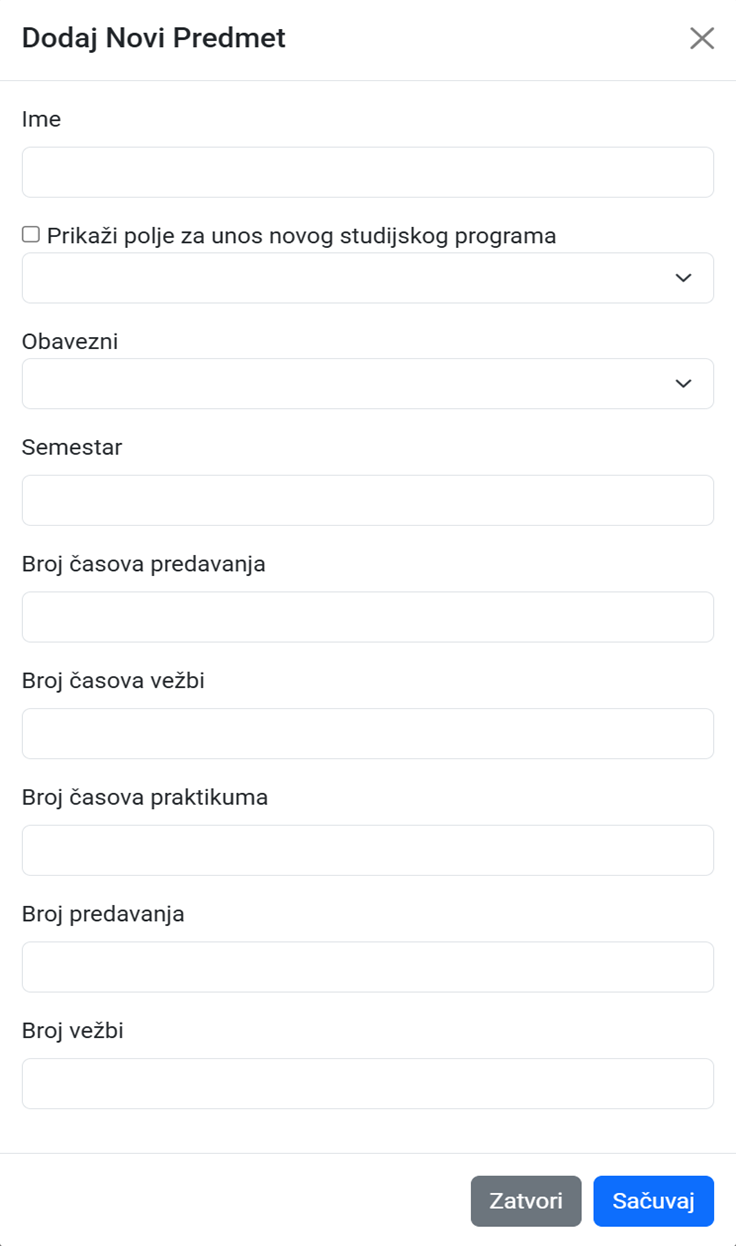 Dodaj Novi Predmet
Ime
Prikaži polje za unos novog studijskog programa
Obavezni
Semestar
Broj časova predavanja
Broj časova vežbi
Broj časova praktikuma
Broj predavanja
Broj vežbi
Zatvori Sačuvaj